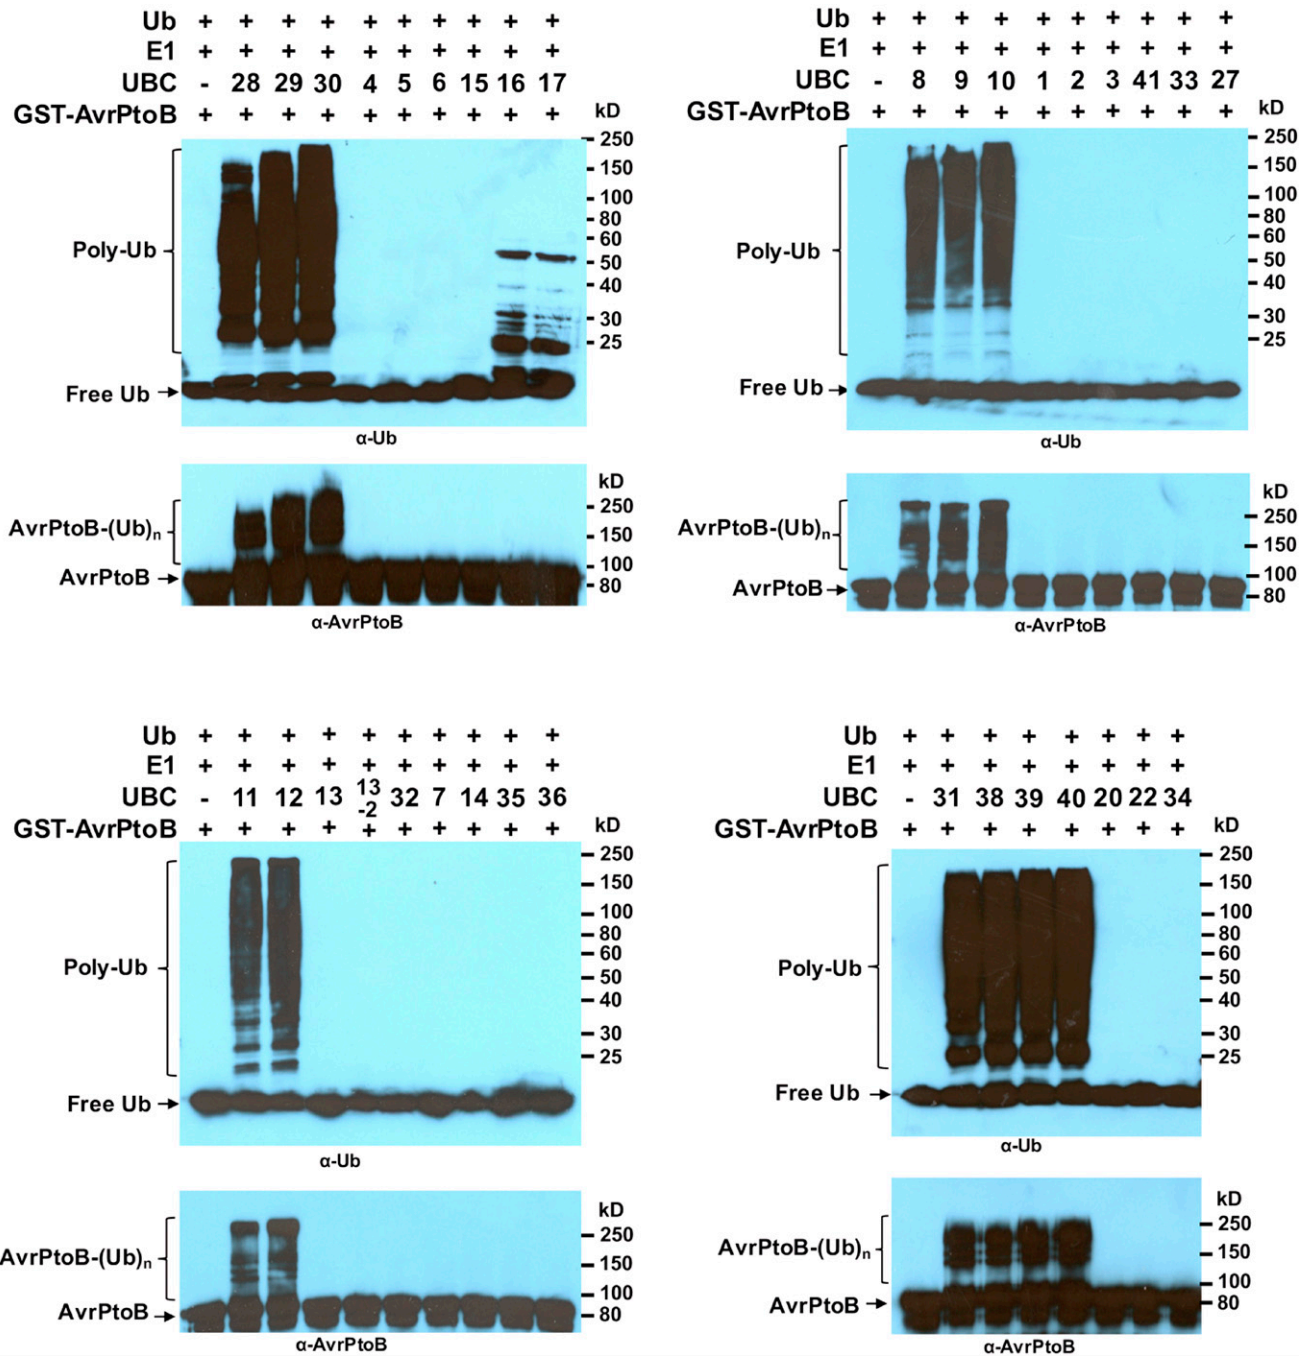 Ub + + + + + + + + + +
E1 + + + + + + + + + +
UBC - 28 29 30 4 5 6 15 16 17
GST-AvrPtoB + + + + + + + + + +
kD
250
150
100
80
60
50
40
30
25
Poly-Ub
Free Ub
α-Ub
kD
250
150
100
80
AvrPtoB-(Ub)n
AvrPtoB
α-AvrPtoB
Ub + + + + + + + + + +
E1 + + + + + + + + + +
UBC - 8 9 10 1 2 3 41 33 27
GST-AvrPtoB + + + + + + + + + +
kD
250
150
100
80
60
50
40
30
25
Poly-Ub
Free Ub
α-Ub
kD
250
150
100
80
AvrPtoB-(Ub)n
AvrPtoB
α-AvrPtoB
Ub + + + + + + + + + +
E1 + + + + + + + + + +
UBC - 11 12 13 13-2 32 7 14 35 36
GST-AvrPtoB + + + + + + + + + +
kD
250
150
100
80
60
50
40
30
25
Poly-Ub
Free Ub
α-Ub
kD
250
150
100
80
AvrPtoB-(Ub)n
AvrPtoB
α-AvrPtoB
Ub + + + + + + + +
E1 + + + + + + + +
UBC - 31 38 39 40 20 22 34
GST-AvrPtoB + + + + + + + +
kD
250
150
100
80
60
50
40
30
25
Poly-Ub
Free Ub
α-Ub
kD
250
150
100
80
AvrPtoB-(Ub)n
AvrPtoB
α-AvrPtoB